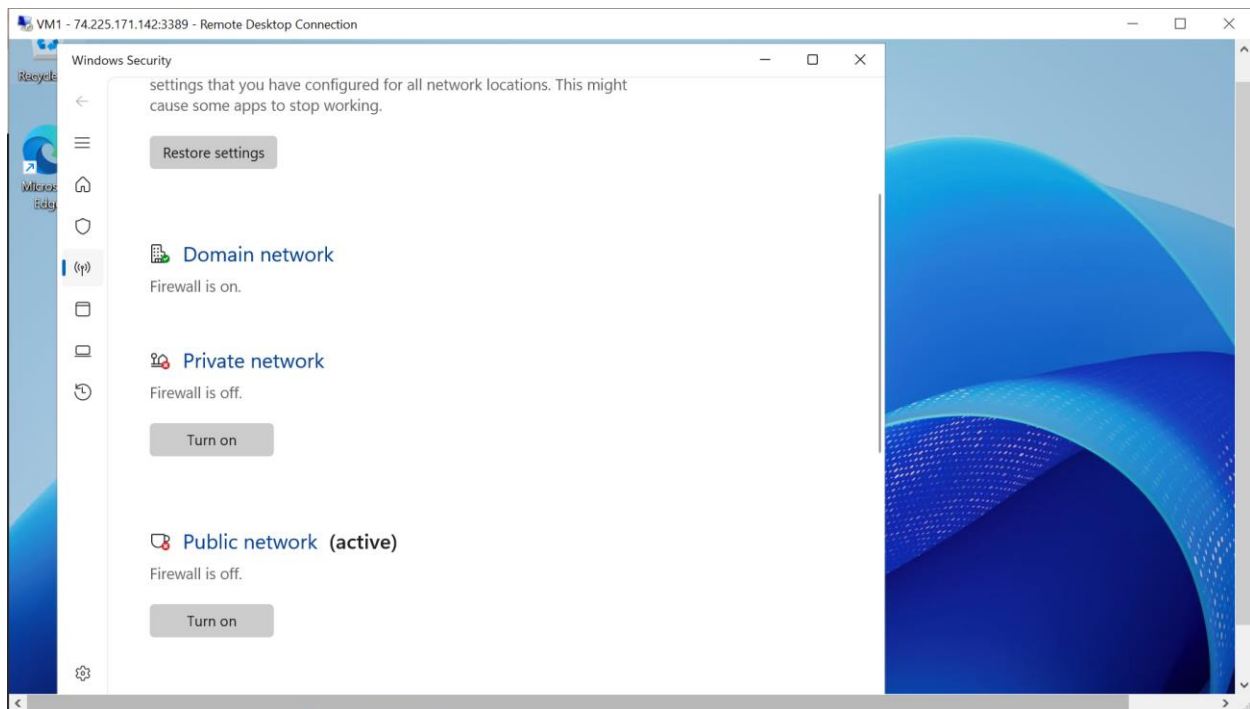 VM1 - 74.225.171.142:3389 - Remote Desktop Connection
Windows Security
settings that you have configured for all network locations. This might
cause some apps to stop working.
Restore settings
Domain network
Firewall is on.
Private network
Firewall is off.
Turn on
Public network (active)
Firewall is off.
Turn on